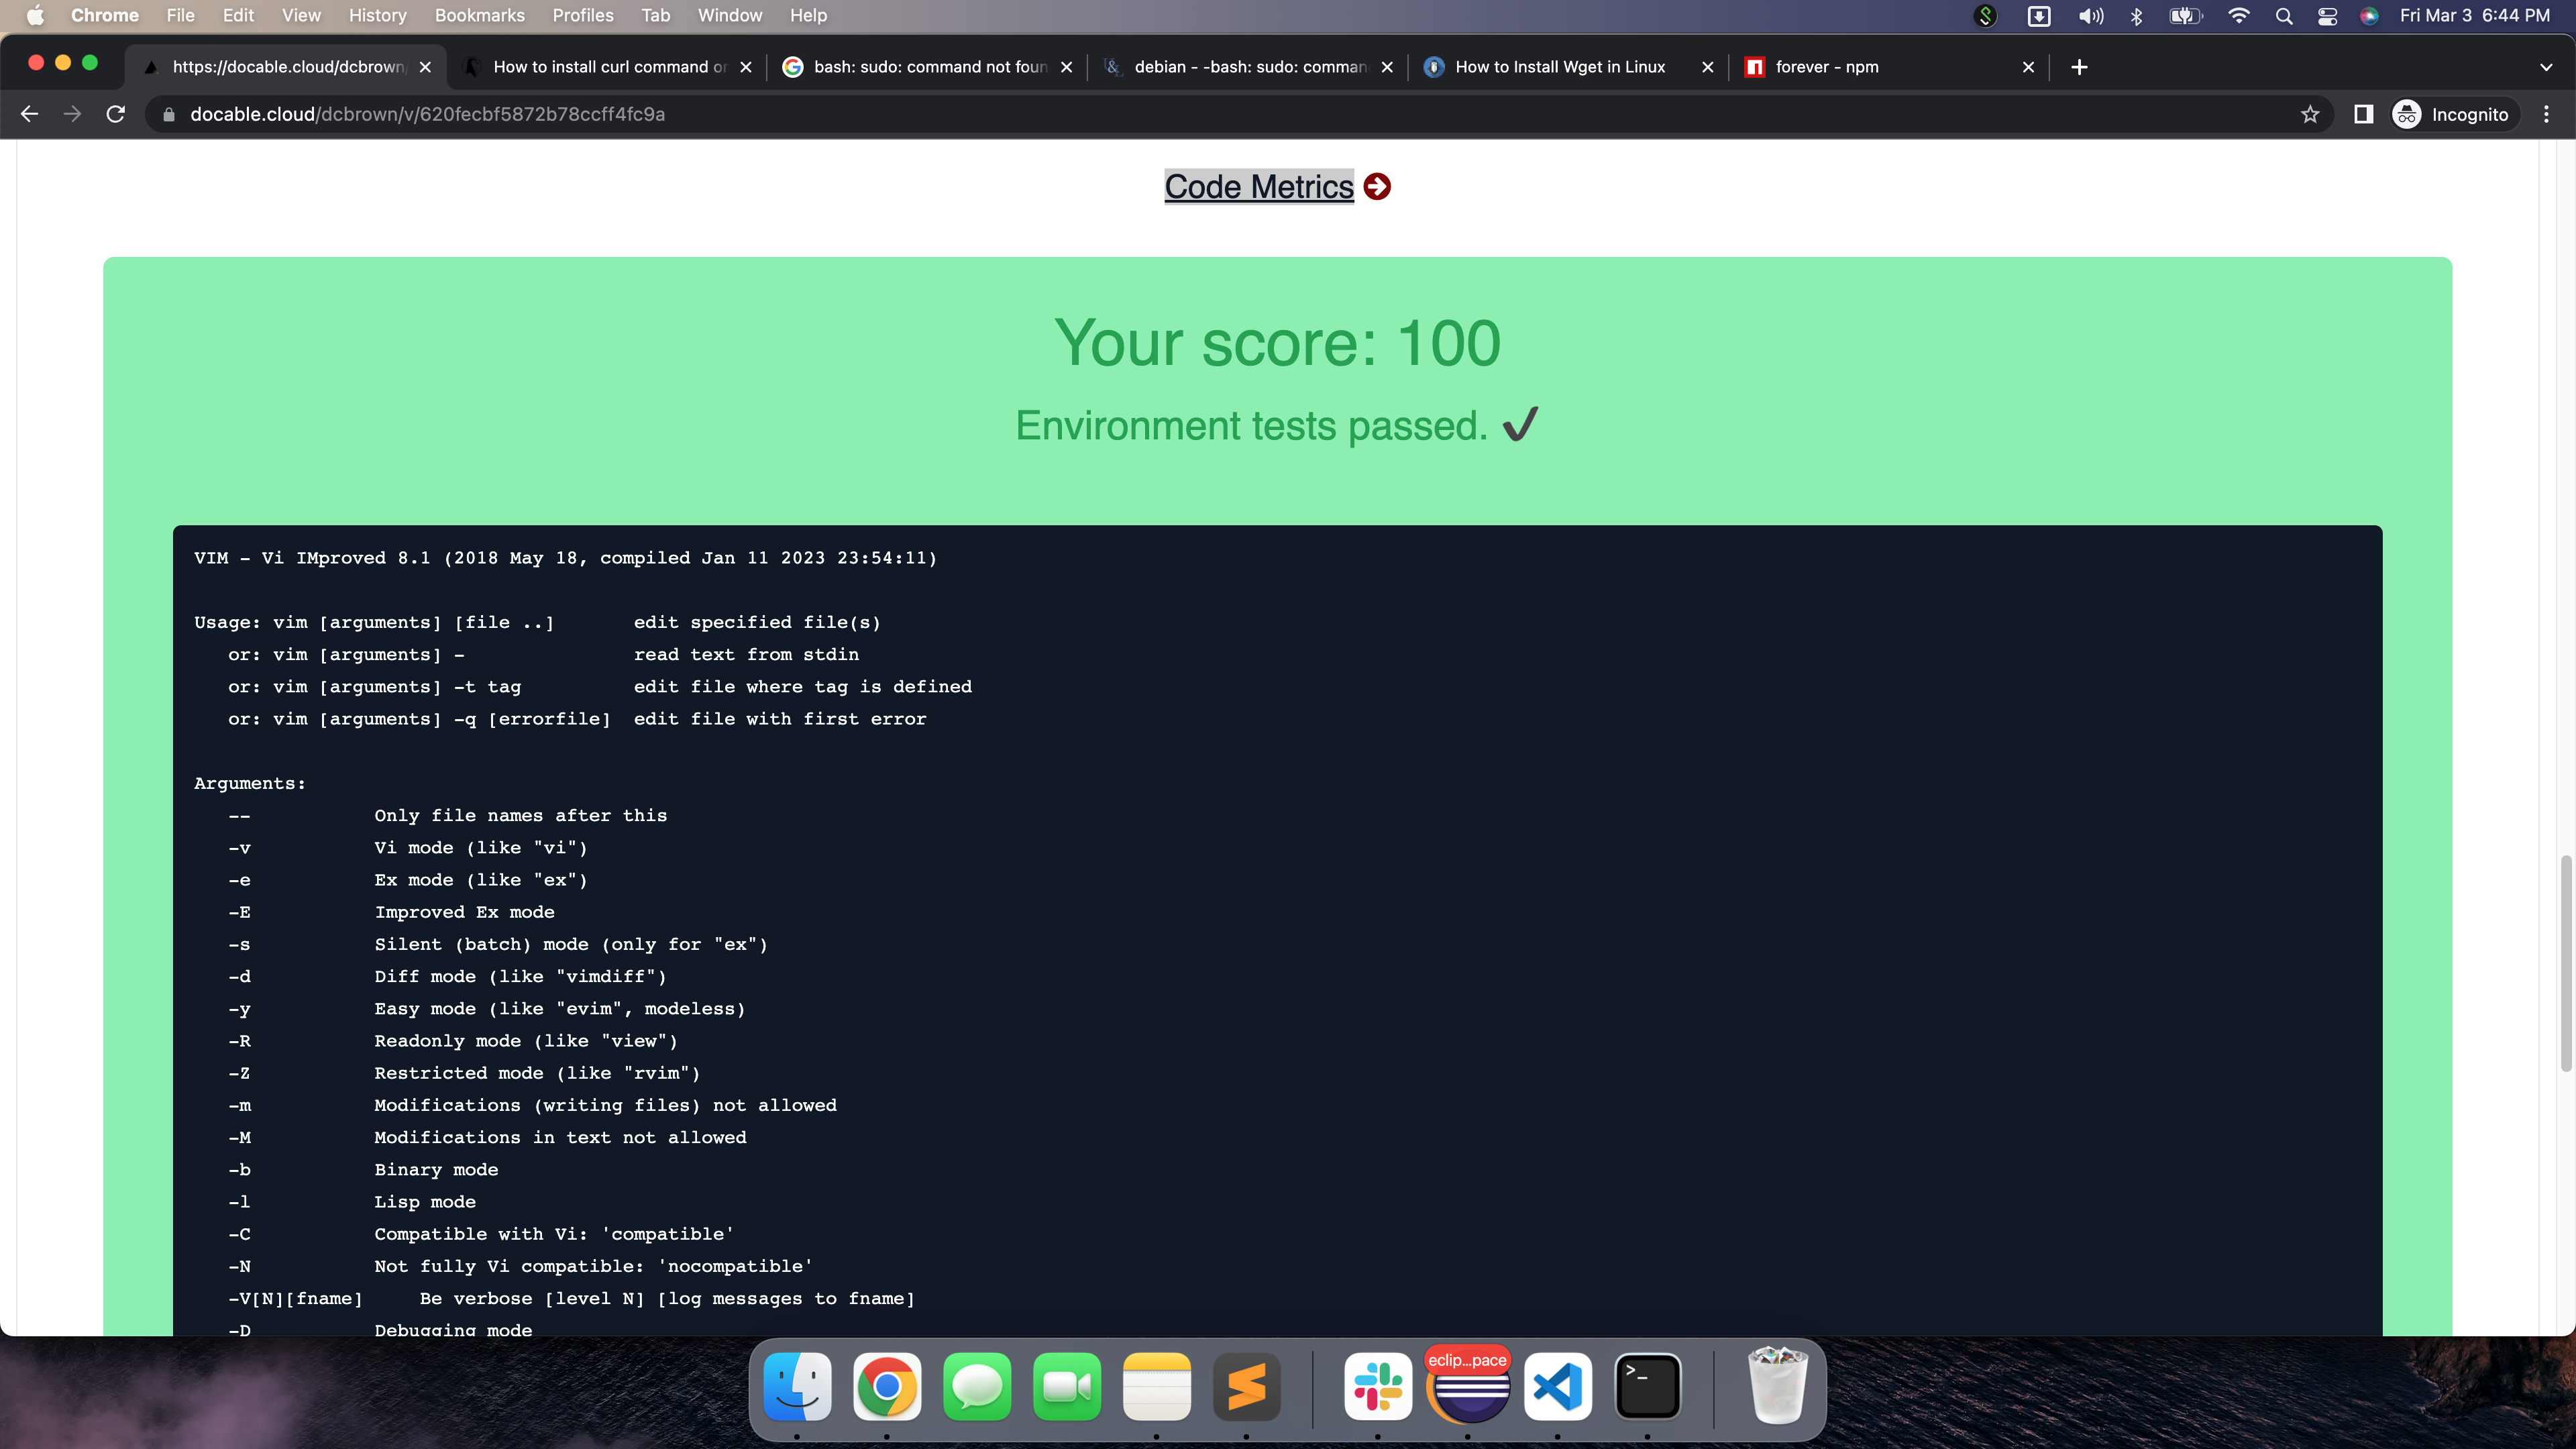 Chrome File Edit View History Bookmarks Profiles Tab Window Help Fri Mar 3 6:44 PM
https://docable.cloud/dcbrown/ How to install curl command or bash: sudo: command not foun debian - -bash: sudo: comman How to Install Wget in Linux forever - npm
docable.cloud/dcbrown/v/620fecbf5872b78ccff4fc9a Incognito
Code Metrics
Your score: 100
Environment tests passed. ✔
VIM - Vi IMproved 8.1 (2018 May 18, compiled Jan 11 2023 23:54:11)
Usage: vim [arguments] [file ..] edit specified file(s)
or: vim [arguments] - read text from stdin
or: vim [arguments] -t tag edit file where tag is defined
or: vim [arguments] -q [errorfile] edit file with first error
Arguments:
-- Only file names after this
-v Vi mode (like "vi")
-e Ex mode (like "ex")
-E Improved Ex mode
-s Silent (batch) mode (only for "ex")
-d Diff mode (like "vimdiff")
-y Easy mode (like "evim", modeless)
-R Readonly mode (like "view")
-Z Restricted mode (like "rvim")
-m Modifications (writing files) not allowed
-M Modifications in text not allowed
-b Binary mode
-l Lisp mode
-C Compatible with Vi: 'compatible'
-N Not fully Vi compatible: 'nocompatible'
-V[N][fname] Be verbose [level N] [log messages to fname]
-D Debugging mode
eclip...pace